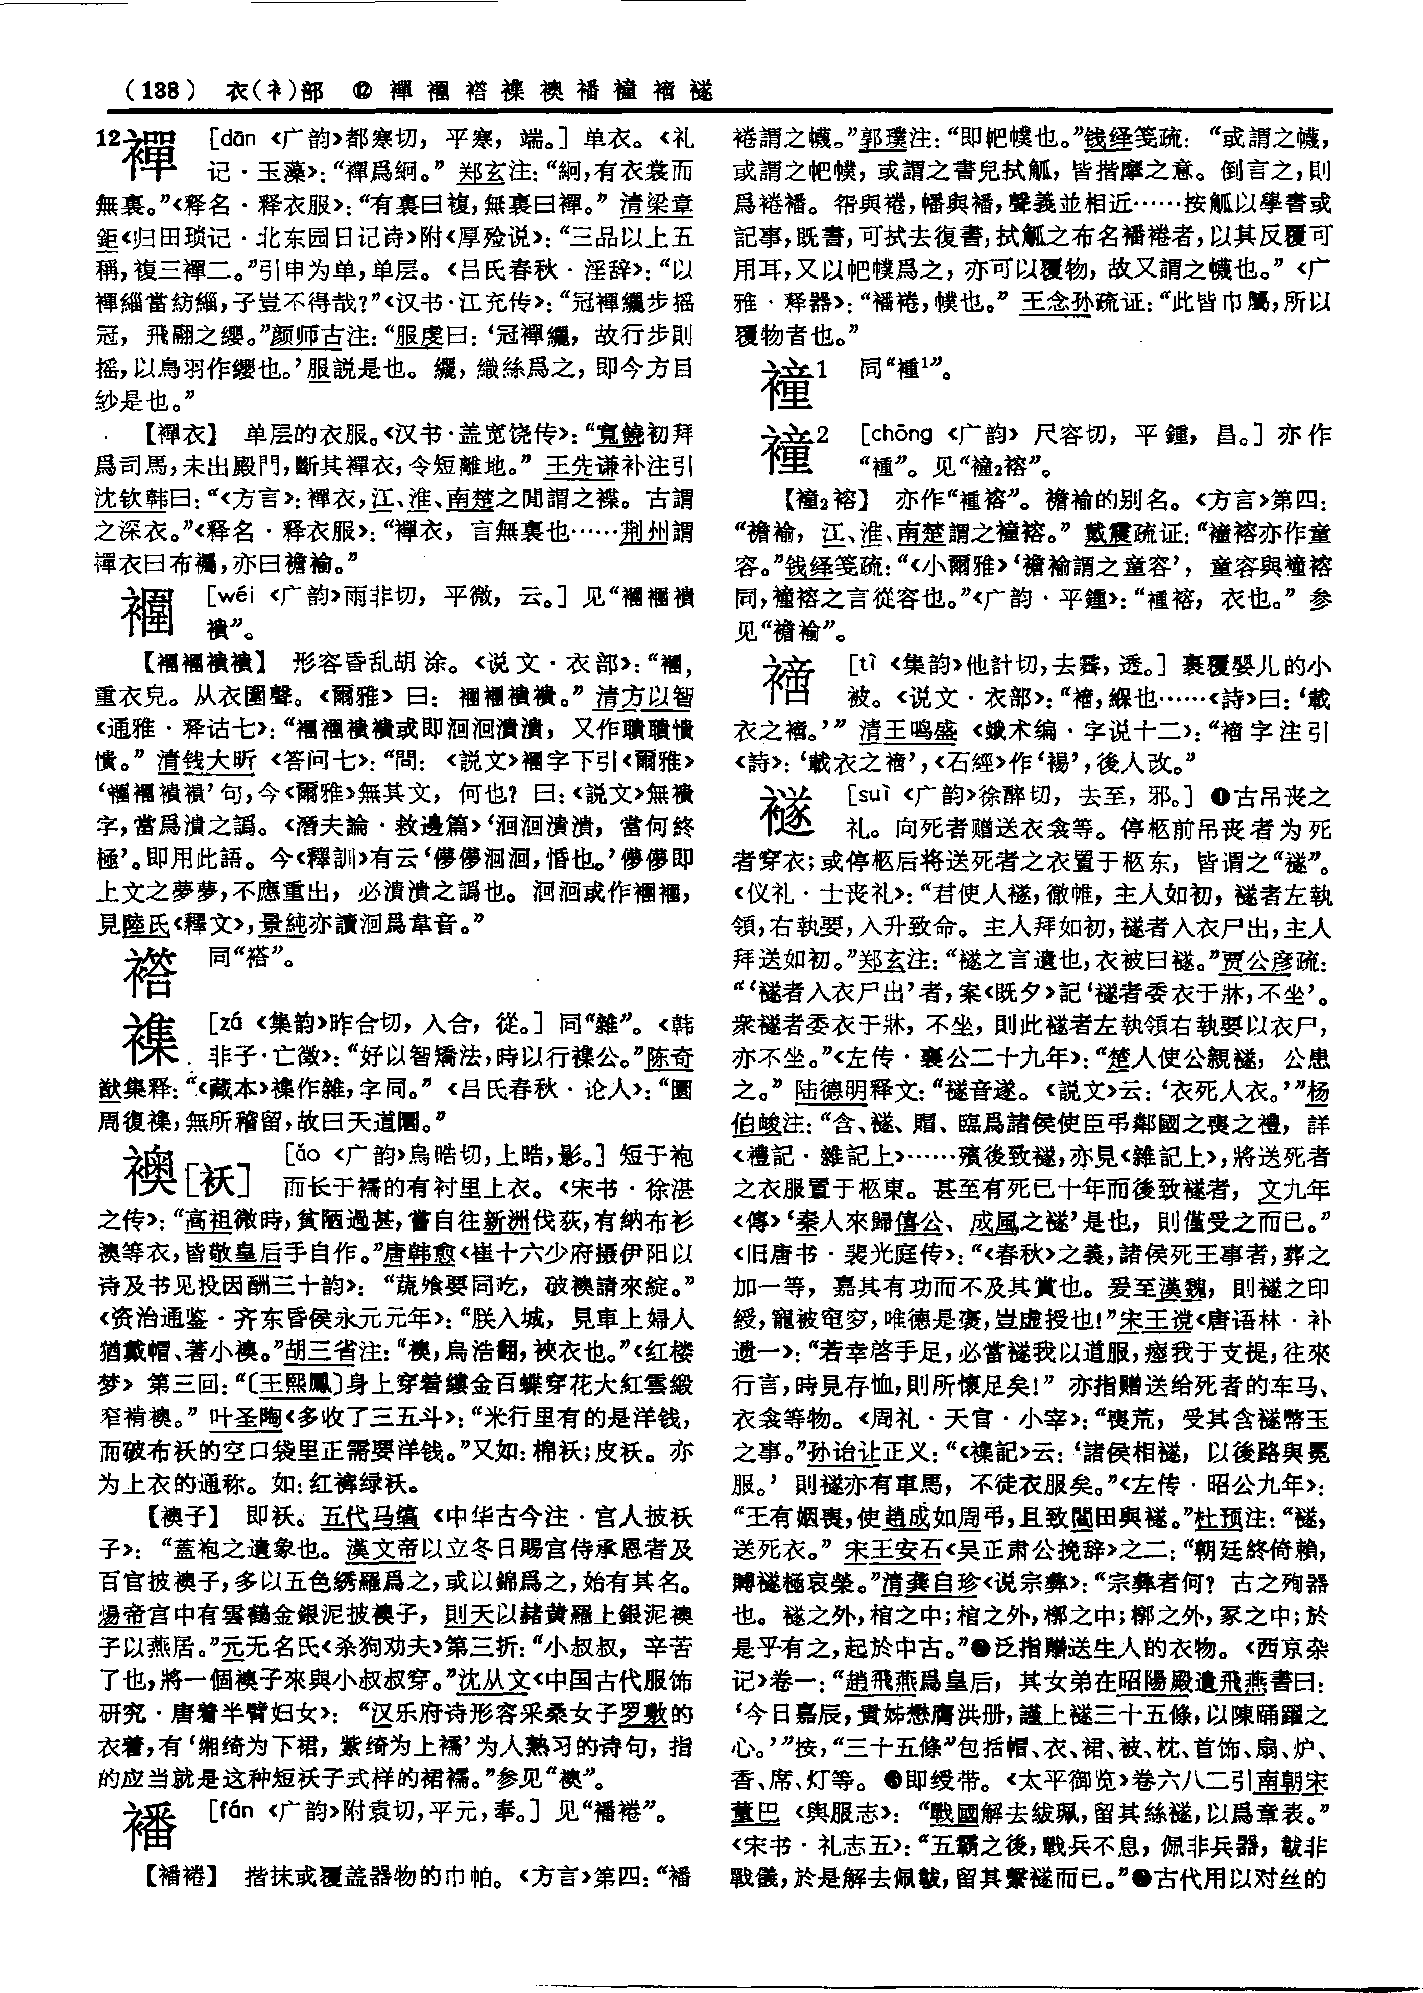 (138) 衣(衤)部 ⑫ 襌 褞 褡 襍 襖 襎 襱 襠 襚
12襌 [dān <广韵>都寒切，平寒，端。] 单衣。<礼
记·玉藻>：“襌爲絅。” 郑玄注：“絅，有衣裳而
無裏。”<释名·释衣服>：“有裏曰複，無裏曰襌。” 清梁章
鉅<归田琐记·北东园日记诗>附<厚殓说>：“三品以上五
稱，複三襌二。”引申为单，单层。<吕氏春秋·淫辞>：“以
襌緇當紡緇，子豈不得哉？”<汉书·江充传>：“冠襌纚步摇
冠，飛翮之纓。”颜师古注：“服虔曰：‘冠襌纚，故行步則
摇，以鳥羽作纓也。’服説是也。纚，織絲爲之，即今方目
紗是也。”
【襌衣】 单层的衣服。<汉书·盖宽饶传>：“寬饒初拜
爲司馬，未出殿門，斷其襌衣，令短離地。” 王先谦补注引
沈钦韩曰：“<方言>：襌衣，江、淮、南楚之間謂之褋。古謂
之深衣。”<释名·释衣服>：“襌衣，言無裏也……荆州謂
襌衣曰布襡，亦曰襜褕。”
[wéi <广韵>雨非切，平微，云。] 见“𧝕𧝕襀
襀”。
【𧝕𧝕襀襀】 形容昏乱胡涂。<说文·衣部>：“𧝕，
重衣皃。从衣圍聲。<爾雅>曰：𧝕𧝕襀襀。” 清方以智
<通雅·释诂七>：“𧝕𧝕襀襀或即洄洄潰潰，又作聵聵憒
憒。” 清钱大昕 <答问七>：“問：<説文>𧝕字下引<爾雅>
‘𧝕𧝕襀襀’句，今<爾雅>無其文，何也？曰：<説文>無襀
字，當爲潰之譌。<潛夫論·救邊篇>‘洄洄潰潰，當何終
極’。即用此語。今<釋訓>有云‘儚儚洄洄，惛也。’儚儚即
上文之夢夢，不應重出，必潰潰之譌也。洄洄或作𧝕𧝕，
見陸氏<釋文>，景純亦讀洄爲韋音。”
同“褡”。
襍 [zá <集韵>昨合切，入合，從。] 同“雜”。<韩
非子·亡徵>：“好以智矯法，時以行襍公。”陈奇
猷集释：“<藏本>襍作雜，字同。” <吕氏春秋·论人>：“圜
周復襍，無所稽留，故曰天道圜。”
襖[袄] [ǎo <广韵>烏晧切，上晧，影。] 短于袍
而长于襦的有衬里上衣。<宋书·徐湛
之传>：“高祖微時，貧陋過甚，嘗自往新洲伐荻，有納布衫
襖等衣，皆敬皇后手自作。”唐韩愈<崔十六少府摄伊阳以
诗及书见投因酬三十韵>：“蔬飧要同吃，破襖請來綻。”
<资治通鉴·齐东昏侯永元元年>：“朕入城，見車上婦人
猶戴帽、著小襖。”胡三省注：“襖，烏浩翻，袂衣也。”<红楼
梦> 第三回：“〔王熙鳳〕身上穿着縷金百蝶穿花大紅雲緞
窄褃襖。” 叶圣陶<多收了三五斗>：“米行里有的是洋钱，
而破布袄的空口袋里正需要洋钱。”又如：棉袄；皮袄。亦
为上衣的通称。如：红裤绿袄。
【襖子】 即袄。五代马缟 <中华古今注·宫人披袄
子>：“蓋袍之遺象也。漢文帝以立冬日賜宫侍承恩者及
百官披襖子，多以五色綉羅爲之，或以錦爲之，始有其名。
煬帝宫中有雲鶴金銀泥披襖子，則天以赭黄羅上銀泥襖
子以燕居。”元无名氏<杀狗劝夫>第三折：“小叔叔，辛苦
了也，將一個襖子來與小叔叔穿。”沈从文<中国古代服饰
研究·唐着半臂妇女>：“汉乐府诗形容采桑女子罗敷的
衣着，有‘缃绮为下裙，紫绮为上襦’为人熟习的诗句，指
的应当就是这种短袄子式样的裙襦。”参见“襖”。
襎 [fán <广韵>附袁切，平元，奉。] 见“襎裷”。
【襎裷】 揩抹或覆盖器物的巾帕。<方言>第四：“襎
裷謂之幭。”郭璞注：“即帊幞也。”钱绎笺疏：“或謂之幭，
或謂之帊幞，或謂之書兒拭觚，皆揩摩之意。倒言之，則
爲裷襎。帤與裷，幡與襎，聲義並相近……按觚以學書或
記事，既書，可拭去復書，拭觚之布名襎裷者，以其反覆可
用耳，又以帊幞爲之，亦可以覆物，故又謂之幭也。” <广
雅·释器>：“襎裷，幞也。” 王念孙疏证：“此皆巾屬，所以
覆物者也。”
𧝎1 同“褈1”。
𧝎2 [chōng <广韵> 尺容切，平鍾，昌。] 亦作
“褈”。见“𧝎2褣”。
【𧝎2褣】 亦作“褈褣”。襜褕的别名。<方言>第四：
“襜褕，江、淮、南楚謂之𧝎褣。” 戴震疏证：“𧝎褣亦作童
容。”钱绎笺疏：“<小爾雅>‘襜褕謂之童容’，童容與𧝎褣
同，𧝎褣之言從容也。”<广韵·平鍾>：“褈褣，衣也。” 参
见“襜褕”。
[tì <集韵>他計切，去霽，透。] 裹覆婴儿的小
被。<说文·衣部>：“䙗，緥也……<詩>曰：‘載
衣之䙗。’” 清王鸣盛 <蛾术编·字说十二>：“䙗字注引
<詩>：‘載衣之䙗’，<石經>作‘裼’，後人改。”
襚 [suì <广韵>徐醉切，去至，邪。] ❶古吊丧之
礼。向死者赠送衣衾等。停柩前吊丧者为死
者穿衣；或停柩后将送死者之衣置于柩东，皆谓之“襚”。
<仪礼·士丧礼>：“君使人襚，徹帷，主人如初，襚者左執
領，右執要，入升致命。主人拜如初，襚者入衣尸出，主人
拜送如初。”郑玄注：“襚之言遺也，衣被曰襚。”贾公彦疏：
“‘襚者入衣尸出’者，案<既夕>記‘襚者委衣于牀，不坐’。
衆襚者委衣于牀，不坐，則此襚者左執領右執要以衣尸，
亦不坐。”<左传·襄公二十九年>：“楚人使公親襚，公患
之。” 陆德明释文：“襚音遂。<説文>云：‘衣死人衣。’”杨
伯峻注：“含、襚、賵、臨爲諸侯使臣弔鄰國之喪之禮，詳
<禮記·雜記上>……殯後致襚，亦見<雜記上>，將送死者
之衣服置于柩東。甚至有死已十年而後致襚者，文九年
<傳>‘秦人來歸僖公、成風之襚’是也，則僅受之而已。”
<旧唐书·裴光庭传>：“<春秋>之義，諸侯死王事者，葬之
加一等，嘉其有功而不及其賞也。爰至漢魏，則襚之印
綬，寵被窀穸，唯德是褒，豈虚授也！”宋王谠<唐语林·补
遗一>：“若幸啓手足，必當襚我以道服，瘞我于支提，往來
行言，時見存恤，則所懷足矣！” 亦指赠送给死者的车马、
衣衾等物。<周礼·天官·小宰>：“喪荒，受其含襚幣玉
之事。”孙诒让正义：“<襍記>云：‘諸侯相襚，以後路與冕
服。’ 則襚亦有車馬，不徒衣服矣。”<左传·昭公九年>：
“王有姻喪，使趙成如周弔，且致閻田與襚。”杜预注：“襚，
送死衣。” 宋王安石<吴正肃公挽辞>之二：“朝廷終倚賴，
賻襚極哀榮。”清龚自珍<说宗彝>：“宗彝者何？古之殉器
也。襚之外，棺之中；棺之外，槨之中；槨之外，冢之中；於
是乎有之，起於中古。”❷泛指赠送生人的衣物。<西京杂
记>卷一：“趙飛燕爲皇后，其女弟在昭陽殿遺飛燕書曰：
‘今日嘉辰，貴姊懋膺洪册，謹上襚三十五條，以陳踊躍之
心。’”按，“三十五條”包括帽、衣、裙、被、枕、首饰、扇、炉、
香、席、灯等。❸即绶带。<太平御览>卷六八二引南朝宋
董巴 <舆服志>：“戰國解去紱珮，留其絲襚，以爲章表。”
<宋书·礼志五>：“五霸之後，戰兵不息，佩非兵器，韍非
戰儀，於是解去佩韍，留其繫襚而已。”❹古代用以对丝的